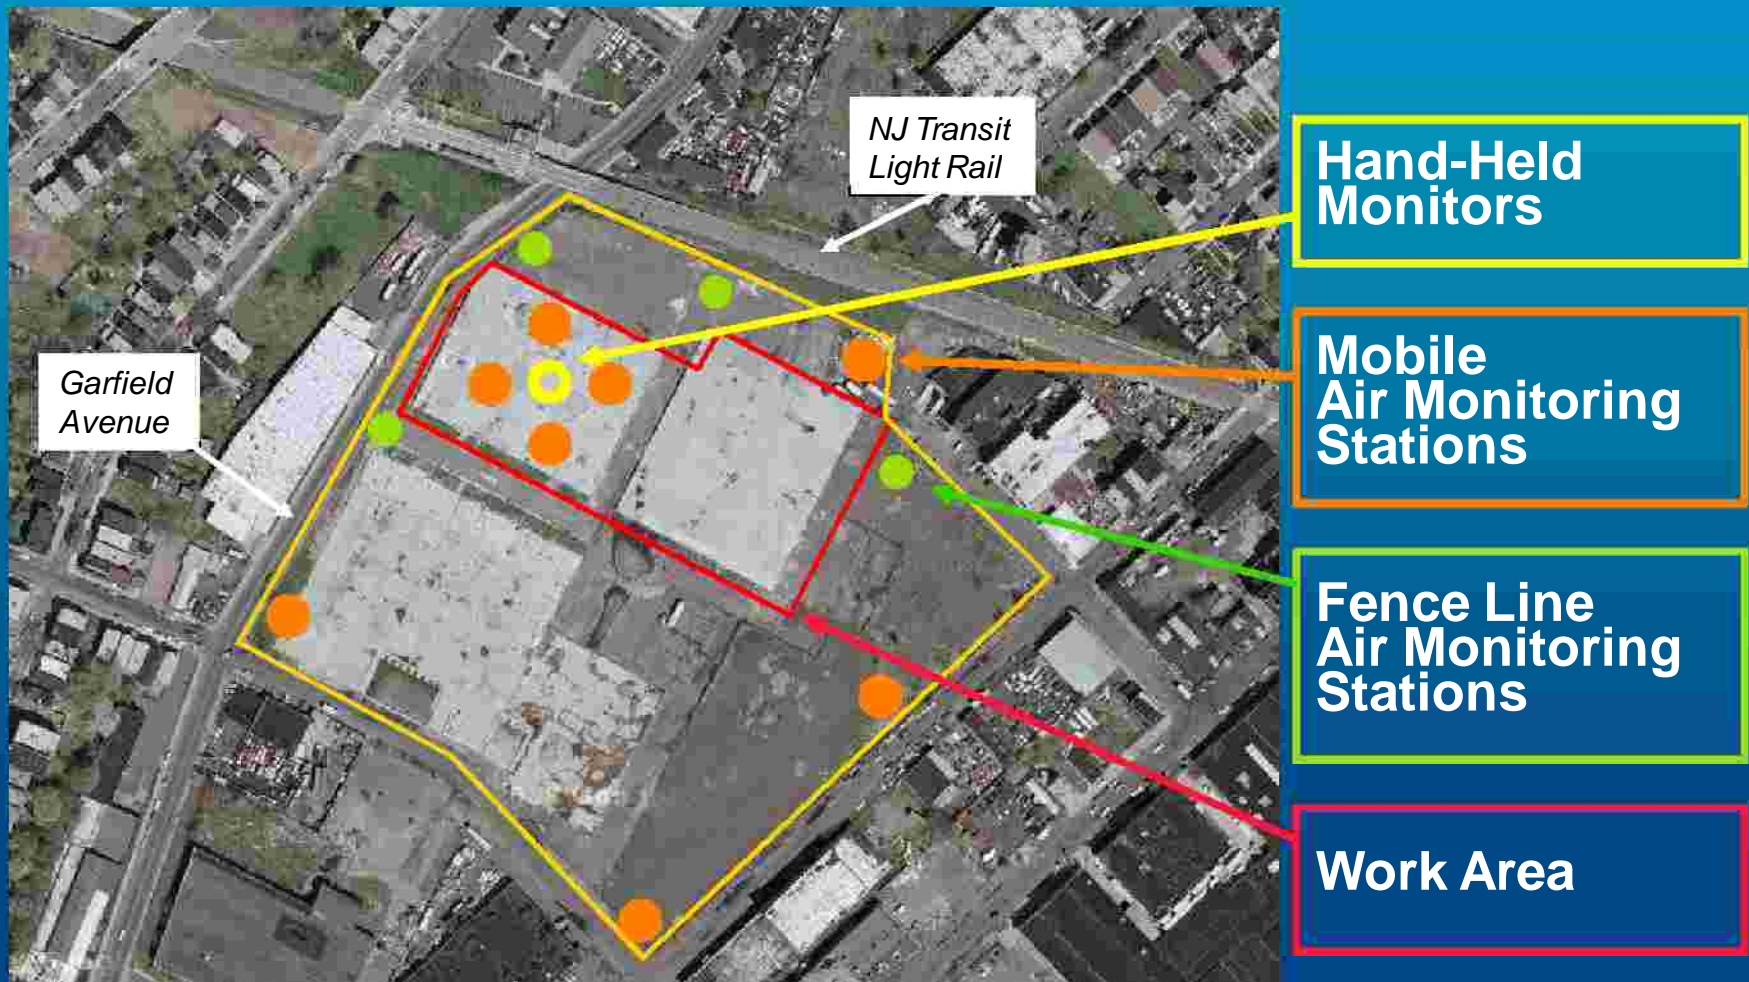 NJ Transit
Light Rail
Garfield
Avenue
Hand-Held
Monitors
Mobile
Air Monitoring
Stations
Fence Line
Air Monitoring
Stations
Work Area